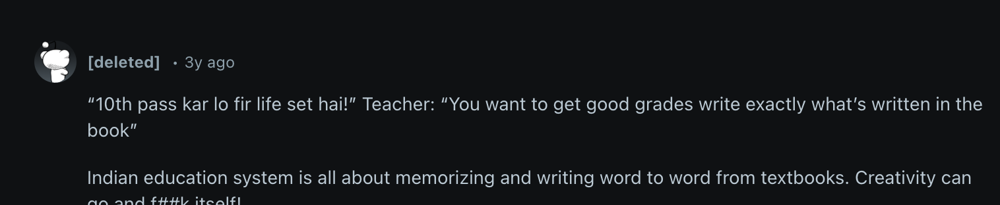 [deleted] • 3y ago
“10th pass kar lo fir life set hai!” Teacher: “You want to get good grades write exactly what’s written in the
book”
Indian education system is all about memorizing and writing word to word from textbooks. Creativity can
go and f##k itself!